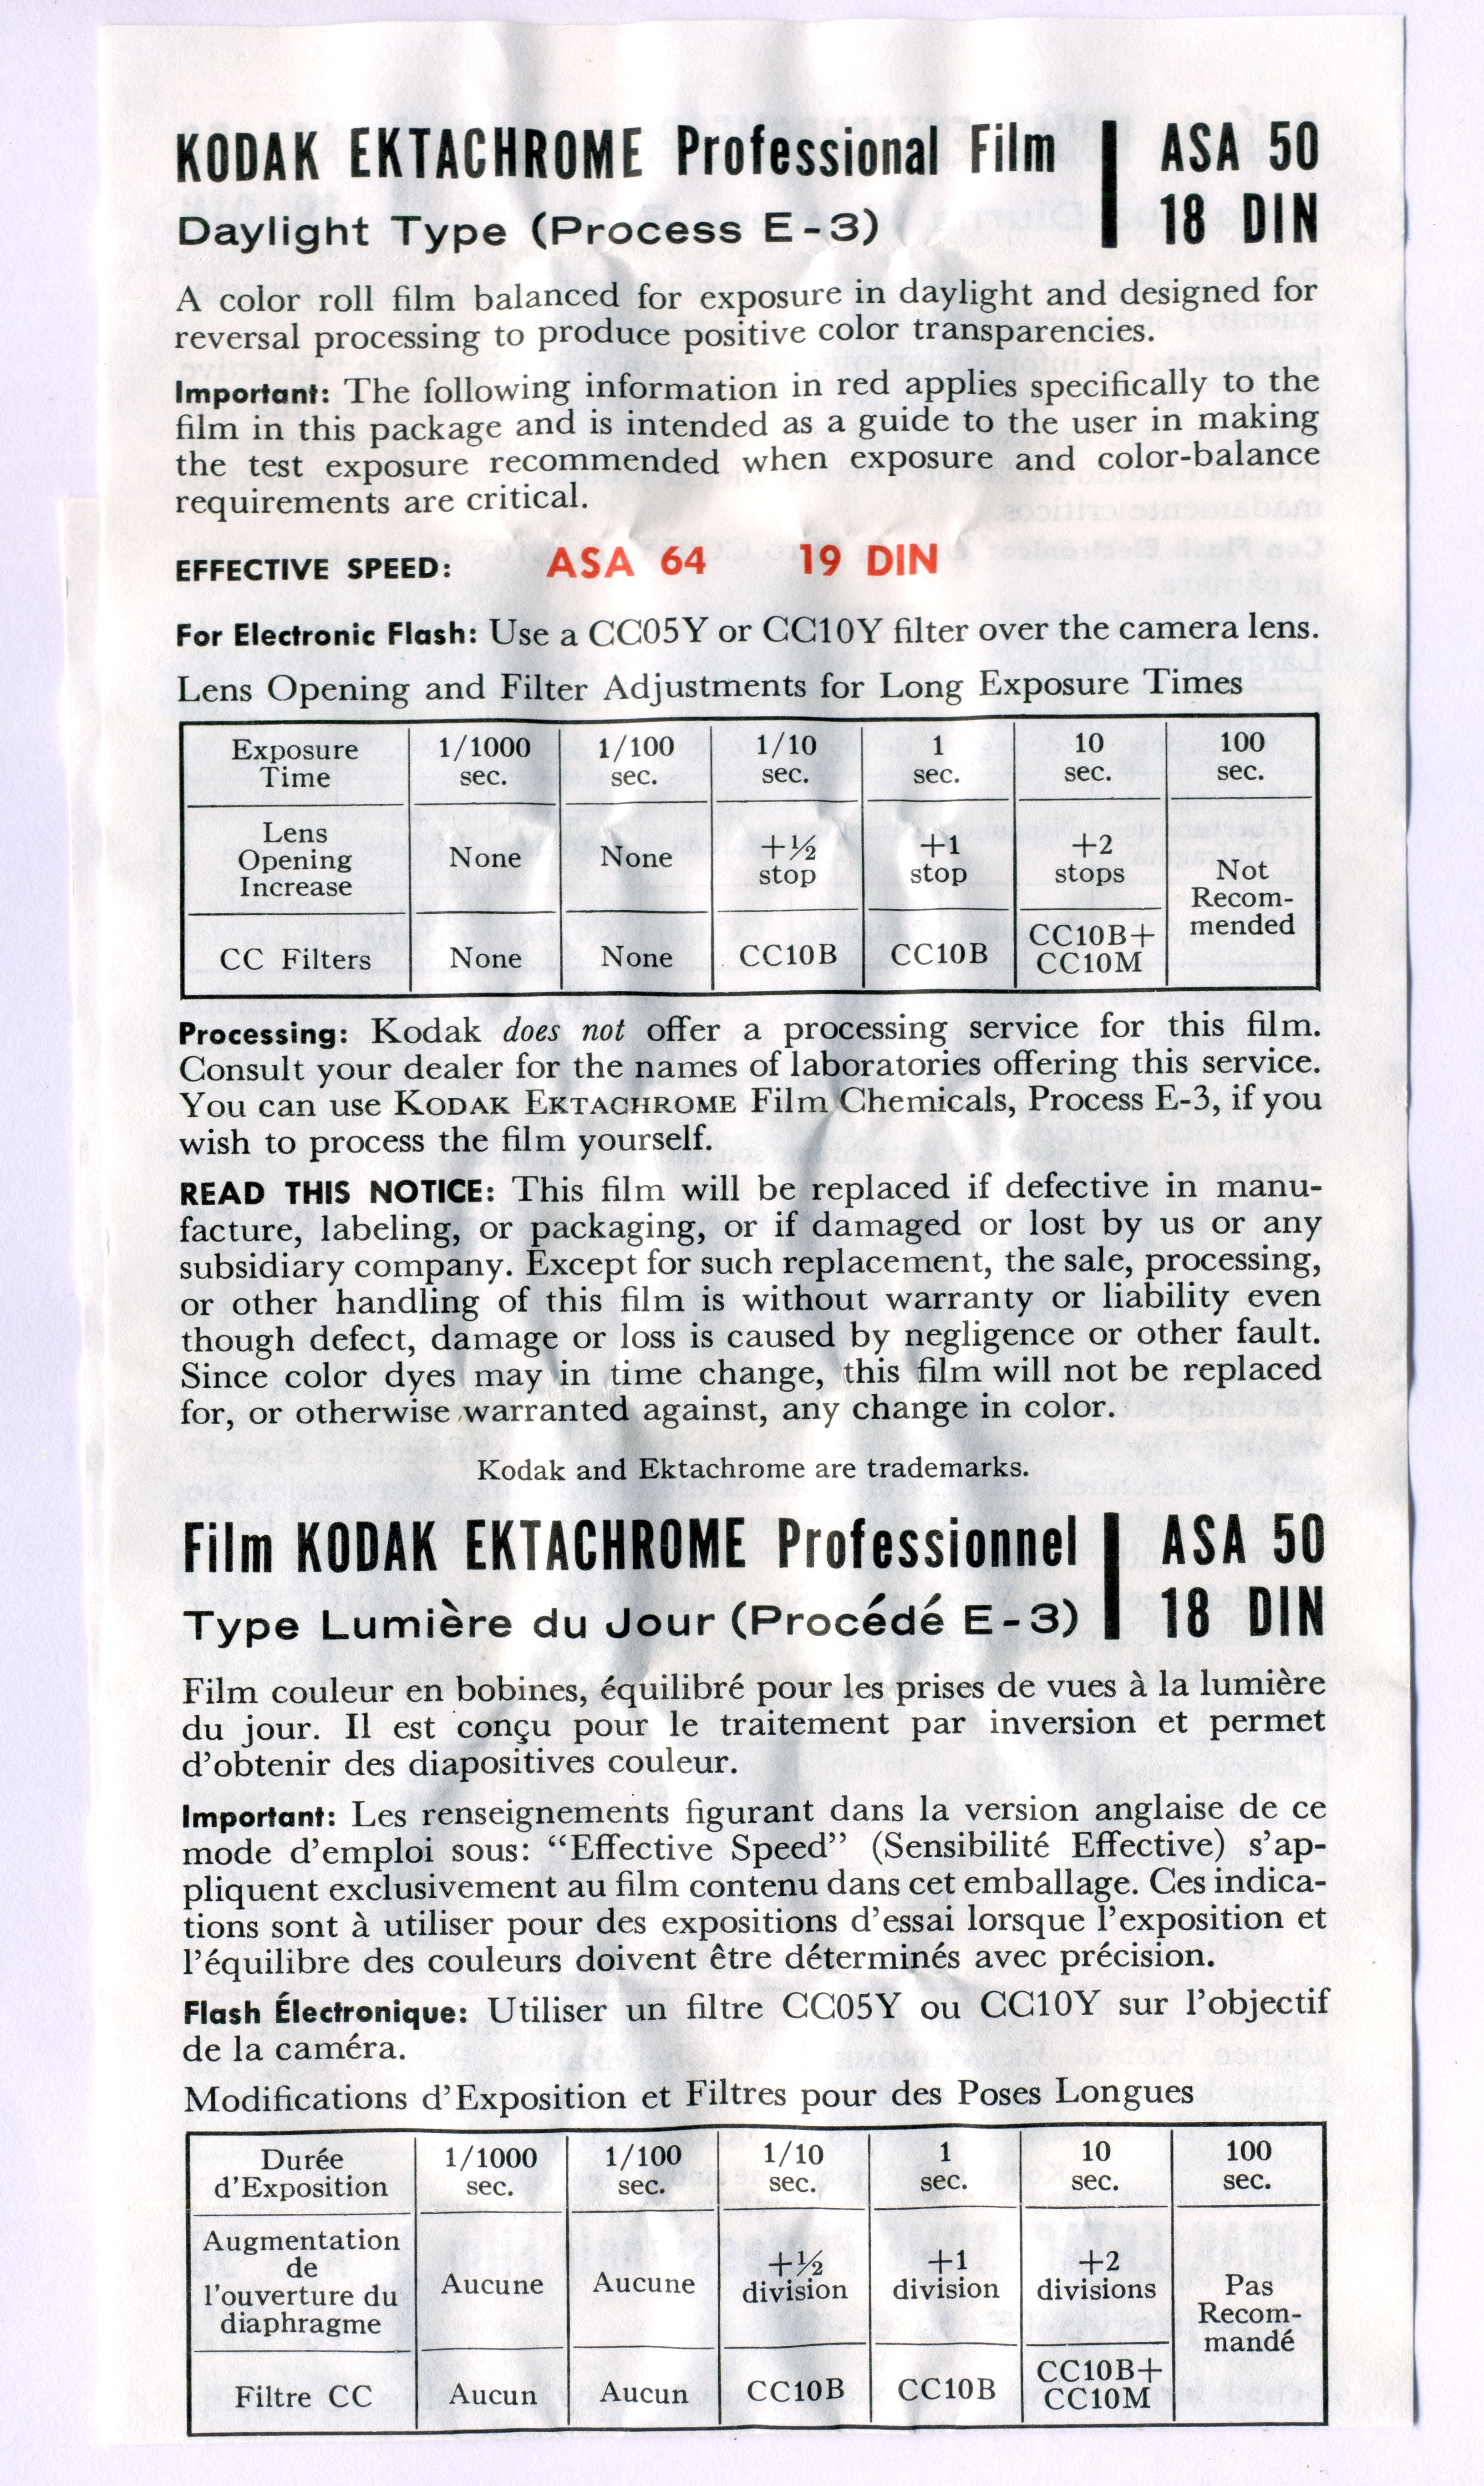 KODAK EKTACHROME Professional Film | ASA 50
Daylight Type (Process E-3) | 18 DIN
A color roll film balanced for exposure in daylight and designed for
reversal processing to produce positive color transparencies.
Important: The following information in red applies specifically to the
film in this package and is intended as a guide to the user in making
the test exposure recommended when exposure and color-balance
requirements are critical.
EFFECTIVE SPEED: ASA 64 19 DIN
For Electronic Flash: Use a CC05Y or CC10Y filter over the camera lens.
Lens Opening and Filter Adjustments for Long Exposure Times
Exposure Time | 1/1000 sec. | 1/100 sec. | 1/10 sec. | 1 sec. | 10 sec. | 100 sec.
Lens Opening Increase | None | None | +½ stop | +1 stop | +2 stops | Not Recom-mended
CC Filters | None | None | CC10B | CC10B | CC10B+ CC10M
Processing: Kodak does not offer a processing service for this film.
Consult your dealer for the names of laboratories offering this service.
You can use KODAK EKTACHROME Film Chemicals, Process E-3, if you
wish to process the film yourself.
READ THIS NOTICE: This film will be replaced if defective in manu-
facture, labeling, or packaging, or if damaged or lost by us or any
subsidiary company. Except for such replacement, the sale, processing,
or other handling of this film is without warranty or liability even
though defect, damage or loss is caused by negligence or other fault.
Since color dyes may in time change, this film will not be replaced
for, or otherwise warranted against, any change in color.
Kodak and Ektachrome are trademarks.
Film KODAK EKTACHROME Professionnel | ASA 50
Type Lumière du Jour (Procédé E-3) | 18 DIN
Film couleur en bobines, équilibré pour les prises de vues à la lumière
du jour. Il est conçu pour le traitement par inversion et permet
d'obtenir des diapositives couleur.
Important: Les renseignements figurant dans la version anglaise de ce
mode d'emploi sous: “Effective Speed” (Sensibilité Effective) s'ap-
pliquent exclusivement au film contenu dans cet emballage. Ces indica-
tions sont à utiliser pour des expositions d'essai lorsque l'exposition et
l'équilibre des couleurs doivent être déterminés avec précision.
Flash Électronique: Utiliser un filtre CC05Y ou CC10Y sur l'objectif
de la caméra.
Modifications d'Exposition et Filtres pour des Poses Longues
Durée d'Exposition | 1/1000 sec. | 1/100 sec. | 1/10 sec. | 1 sec. | 10 sec. | 100 sec.
Augmentation de l'ouverture du diaphragme | Aucune | Aucune | +½ division | +1 division | +2 divisions | Pas Recom-mandé
Filtre CC | Aucun | Aucun | CC10B | CC10B | CC10B+ CC10M